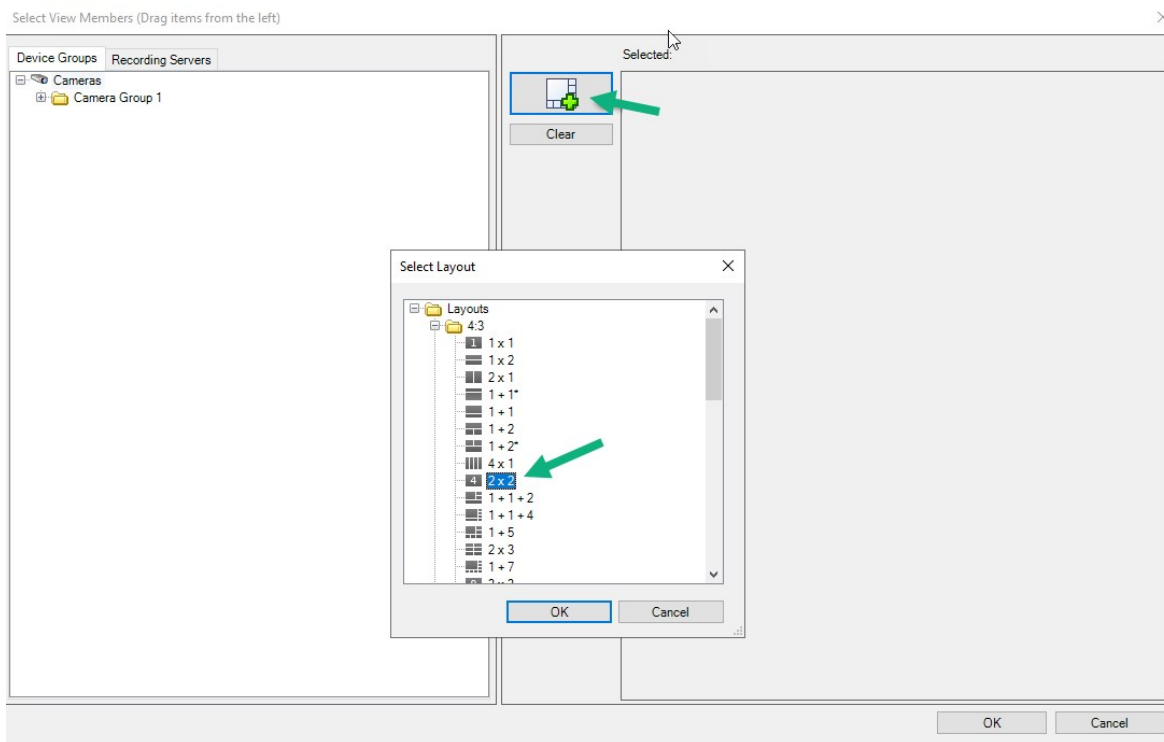 Select View Members (Drag items from the left)
Device Groups
Recording Servers
Cameras
Camera Group 1
Selected:
Clear
Select Layout
Layouts
4:3
1 1 x 1
1 x 2
2 x 1
1 + 1*
1 + 1
1 + 2
1 + 2*
4 x 1
4 2 x 2
1 + 1 + 2
1 + 1 + 4
1 + 5
2 x 3
1 + 7
OK
Cancel
OK
Cancel